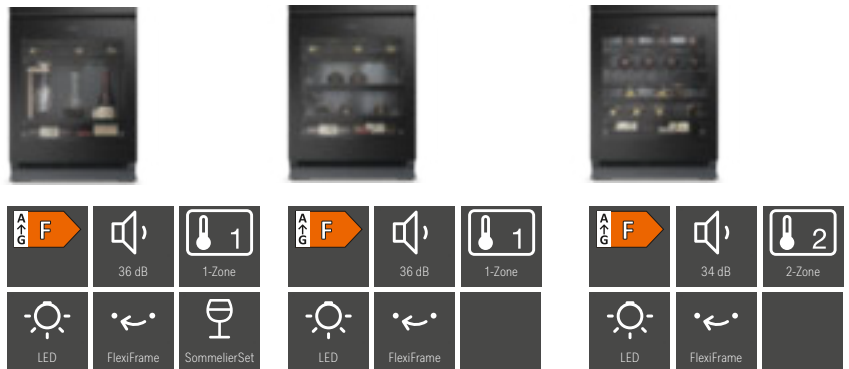 A
G
F
1
A
G
F
1
A
G
F
2
36 dB
1-Zone
36 dB
1-Zone
34 dB
2-Zone
LED
FlexiFrame
SommelierSet
LED
FlexiFrame
LED
FlexiFrame